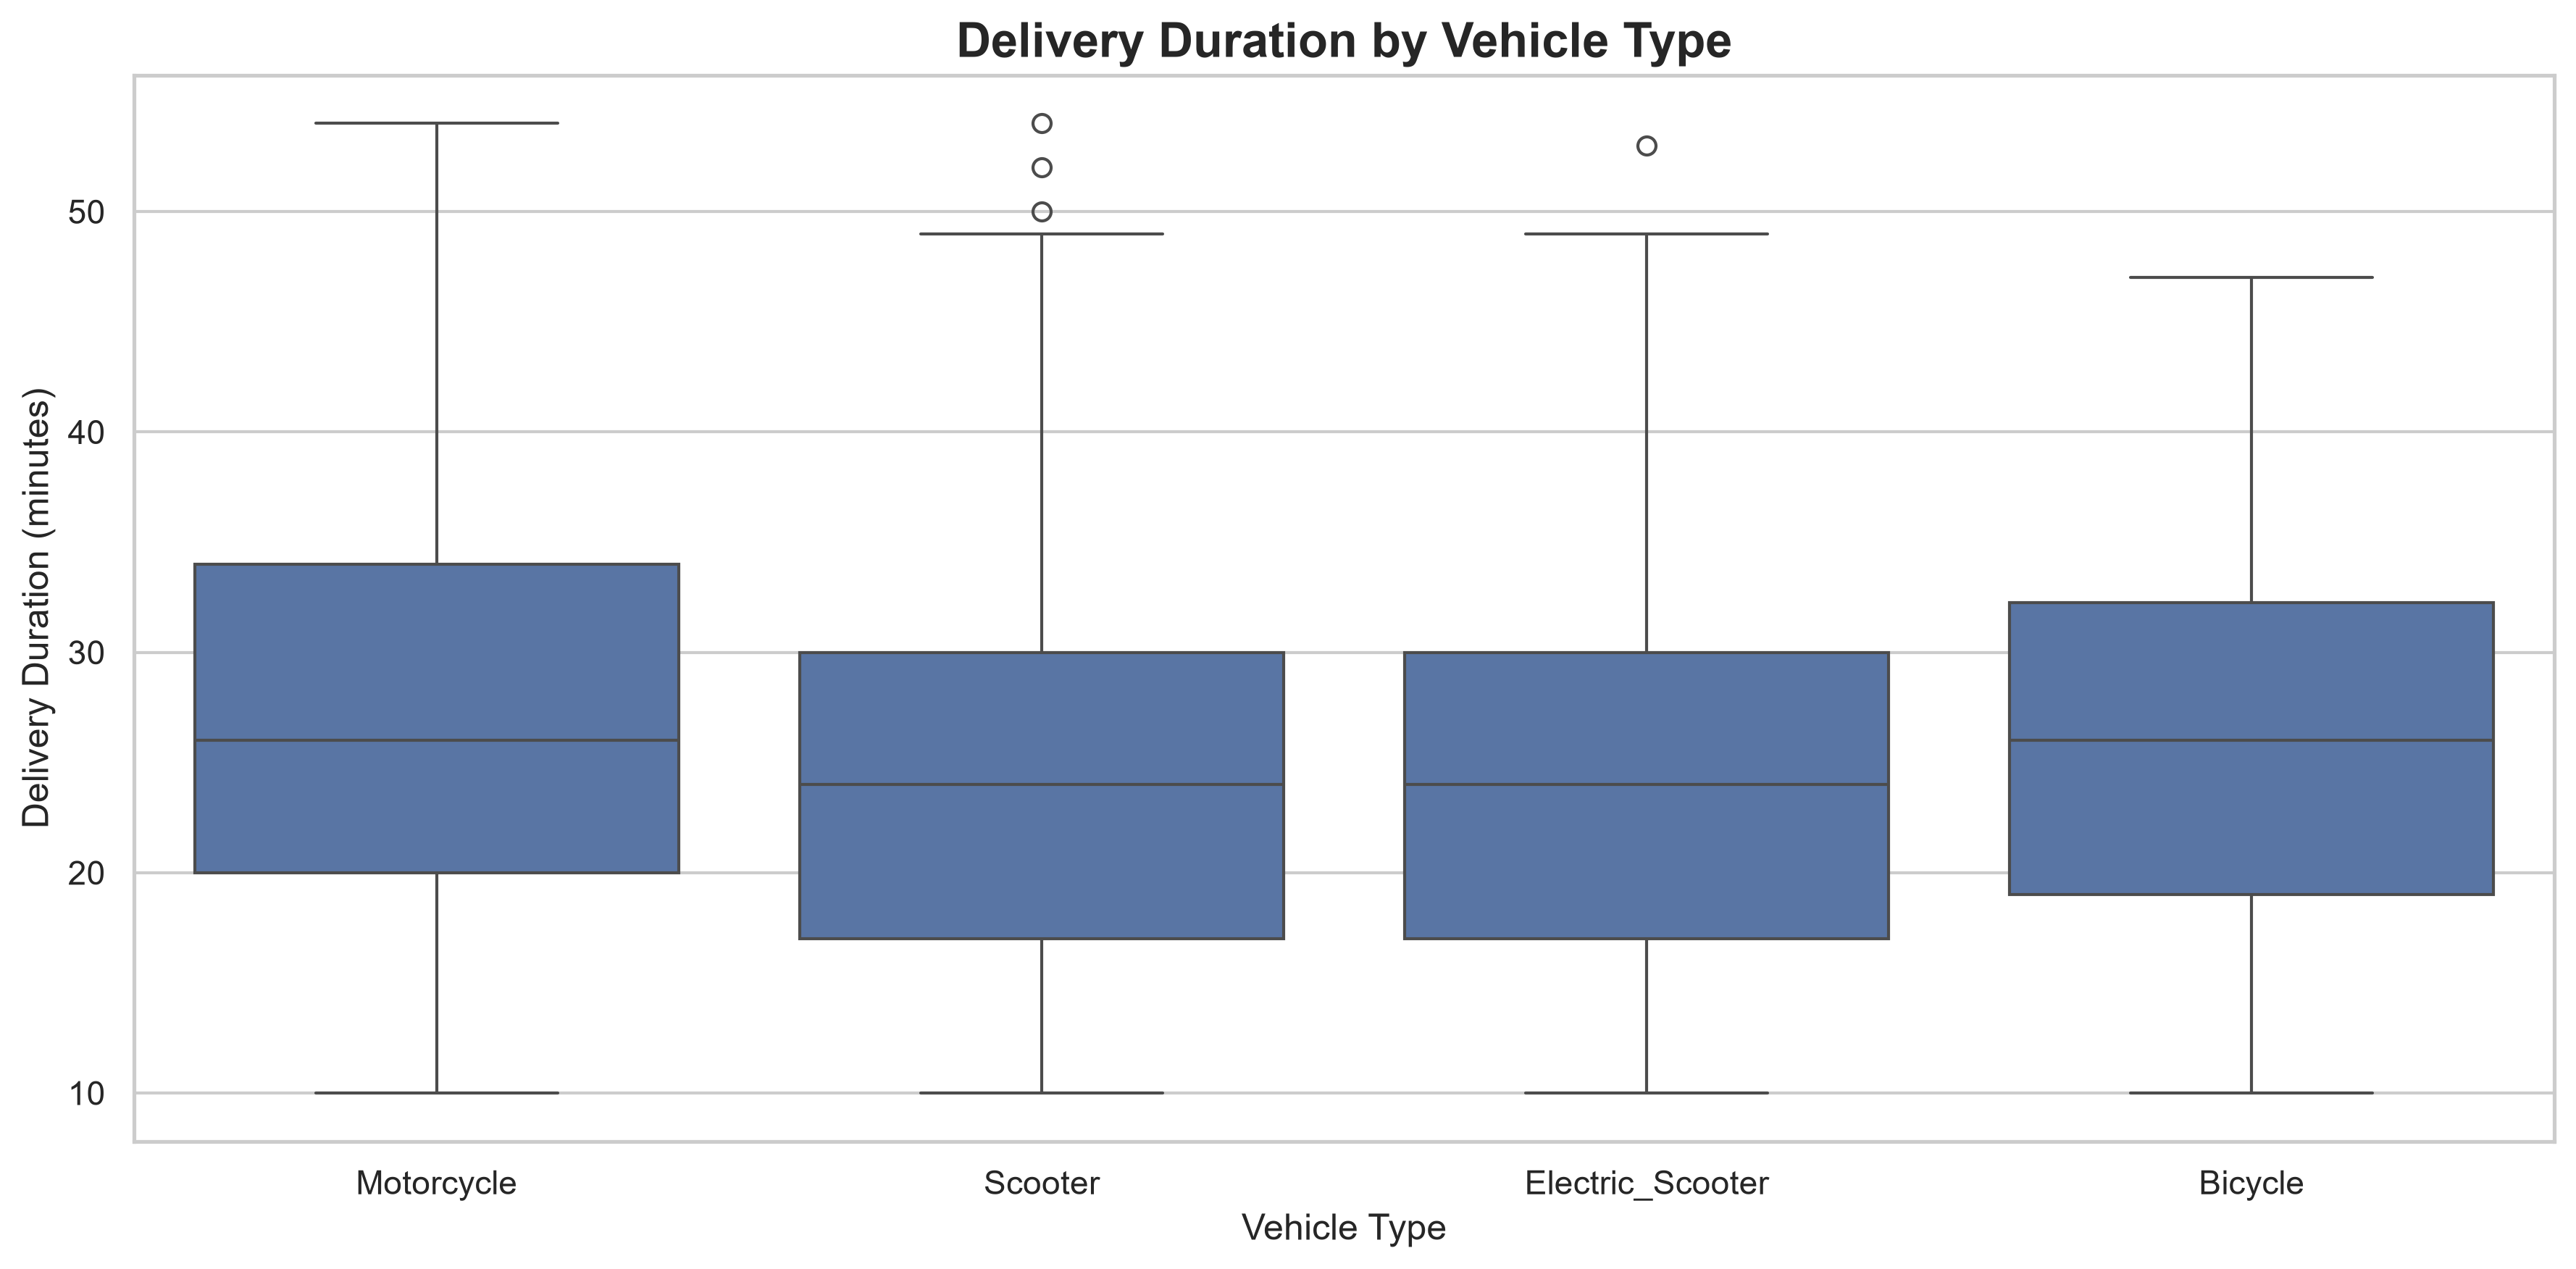 Delivery Duration by Vehicle Type
Delivery Duration (minutes)
50
40
30
20
10
Motorcycle
Scooter
Electric_Scooter
Bicycle
Vehicle Type